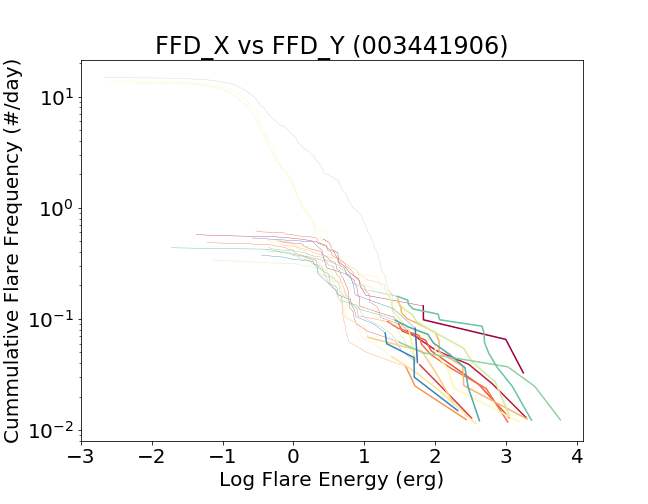 FFD_X vs FFD_Y (003441906)
Cummulative Flare Frequency (#/day)
10¹
10⁰
10⁻¹
10⁻²
−3 −2 −1 0 1 2 3 4
Log Flare Energy (erg)